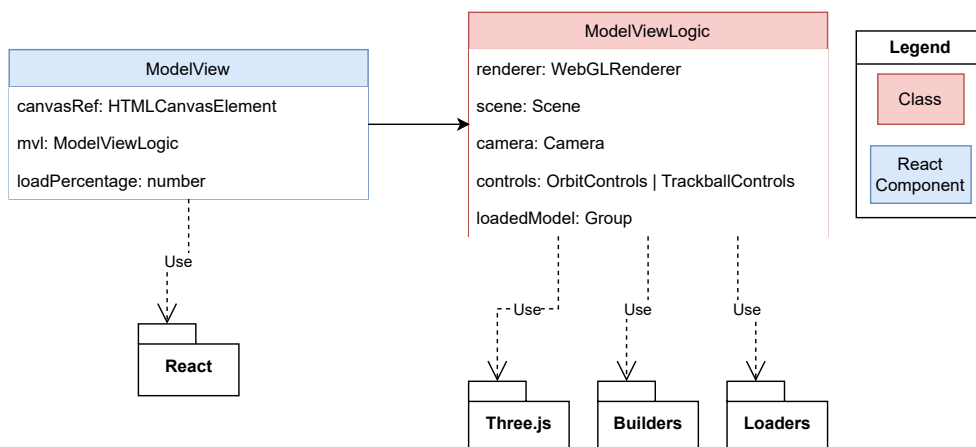 ModelView
canvasRef: HTMLCanvasElement
mvl: ModelViewLogic
loadPercentage: number
ModelViewLogic
renderer: WebGLRenderer
scene: Scene
camera: Camera
controls: OrbitControls | TrackballControls
loadedModel: Group
Legend
Class
React
Component
Use
React
Use
Use
Use
Three.js
Builders
Loaders